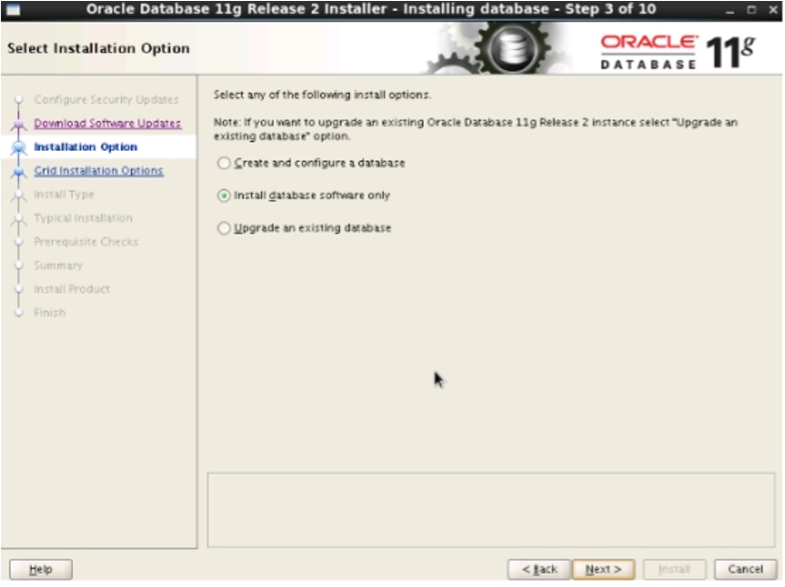 Oracle Database 11g Release 2 Installer - Installing database - Step 3 of 10
Select Installation Option
ORACLE
DATABASE
11g
Configure Security Updates
Download Software Updates
Installation Option
Grid Installation Options
Install Type
Typical Installation
Prerequisite Checks
Summary
Install Product
Finish
Select any of the following install options.
Note: If you want to upgrade an existing Oracle Database 11g Release 2 instance select "Upgrade an
existing database" option.
Create and configure a database
Install database software only
Upgrade an existing database
Help
< Back
Next >
Install
Cancel